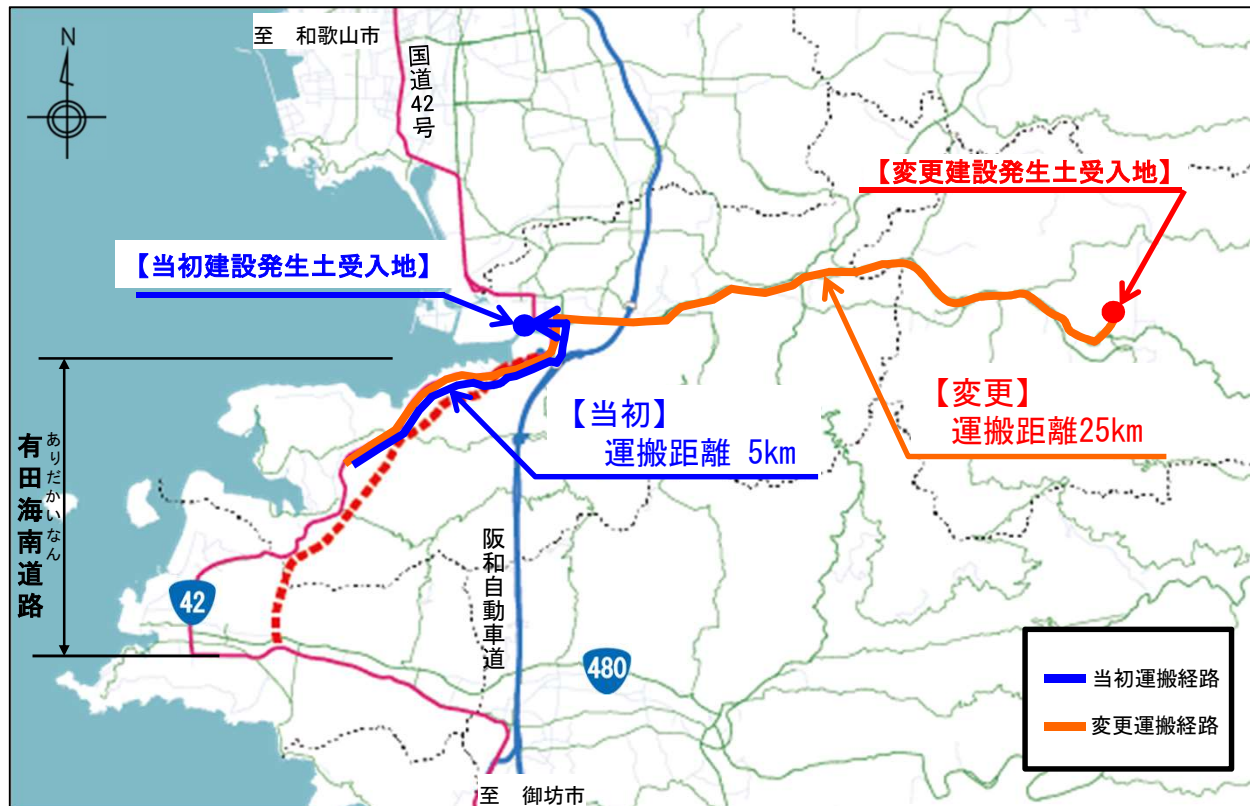 至　和歌山市
N
国道42号
【変更建設発生土受入地】
【当初建設発生土受入地】
【当初】
運搬距離 5km
【変更】
運搬距離25km
ありだかいなん
有田海南道路
阪和自動車道
42
480
当初運搬経路
変更運搬経路
至　御坊市